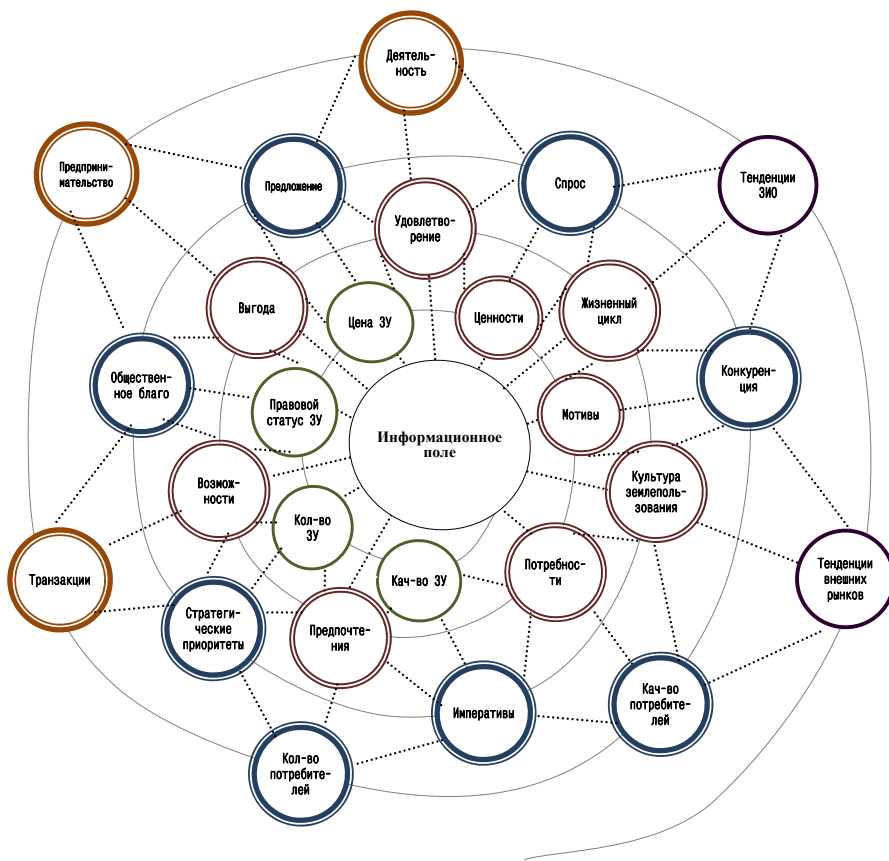 Деятель-
ность
Предприни-
мательство
Предложение
Спрос
Тенденции
ЗИО
Удовлетво-
рение
Выгода
Цена ЗУ
Ценности
Жизненный
цикл
Обществен-
ное благо
Конкурен-
ция
Правовой
статус ЗУ
Мотивы
Информационное
поле
Возмож-
ности
Культура
землеполь-
зования
Кол-во
ЗУ
Транзакции
Кач-во ЗУ
Потребнос-
ти
Тенденции
внешних
рынков
Стратеги-
ческие
приоритеты
Предпочте-
ния
Императивы
Кач-во
потребите-
лей
Кол-во
потребите-
лей